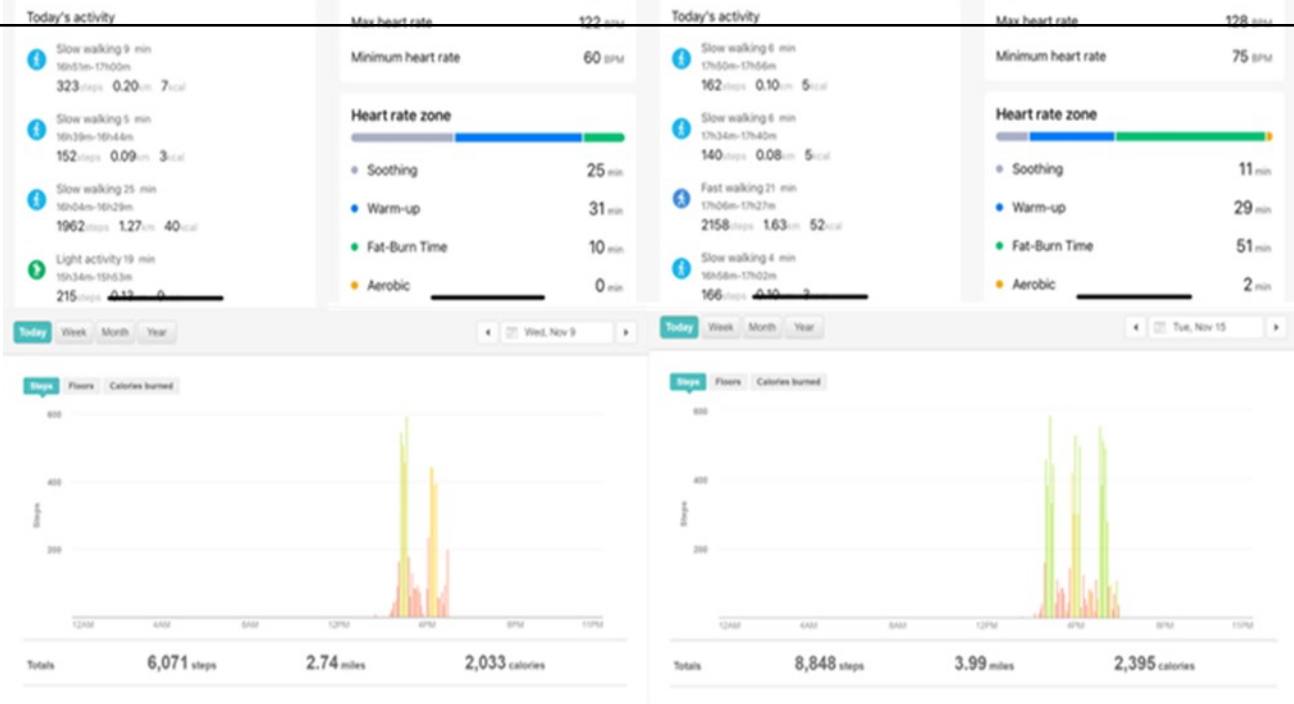 Today's activity
Slow walking 9 min
16h51m-17h00m
323 steps 0.20 km 7 kcal
Slow walking 5 min
16h39m-16h44m
152 steps 0.09 km 3 kcal
Slow walking 25 min
16h04m-16h29m
1962 steps 1.27 km 40 kcal
Light activity 19 min
15h34m-15h53m
215 steps 0.13
Max heart rate 122 BPM
Minimum heart rate 60 BPM
Heart rate zone
Soothing 25 min
Warm-up 31 min
Fat-Burn Time 10 min
Aerobic 0 min
Today's activity
Slow walking 6 min
17h50m-17h56m
162 steps 0.10 km 5 kcal
Slow walking 6 min
17h34m-17h40m
140 steps 0.08 km 5 kcal
Fast walking 21 min
17h06m-17h27m
2158 steps 1.63 km 52 kcal
Slow walking 4 min
16h58m-17h02m
166 steps 0.10
Max heart rate 128 BPM
Minimum heart rate 75 BPM
Heart rate zone
Soothing 11 min
Warm-up 29 min
Fat-Burn Time 51 min
Aerobic 2 min
Today Week Month Year Wed, Nov 9
Steps Floors Calories burned
600
400
200
Steps
12AM 4AM 8AM 12PM 4PM 8PM 11PM
Totals 6,071 steps 2.74 miles 2,033 calories
Today Week Month Year Tue, Nov 15
Steps Floors Calories burned
600
400
200
Steps
12AM 4AM 8AM 12PM 4PM 8PM 11PM
Totals 8,848 steps 3.99 miles 2,395 calories